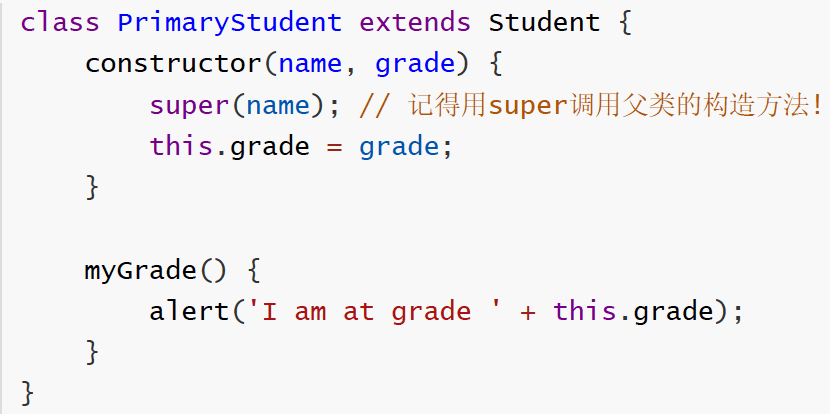 class PrimaryStudent extends Student {
    constructor(name, grade) {
        super(name); // 记得用super调用父类的构造方法!
        this.grade = grade;
    }

    myGrade() {
        alert('I am at grade ' + this.grade);
    }
}